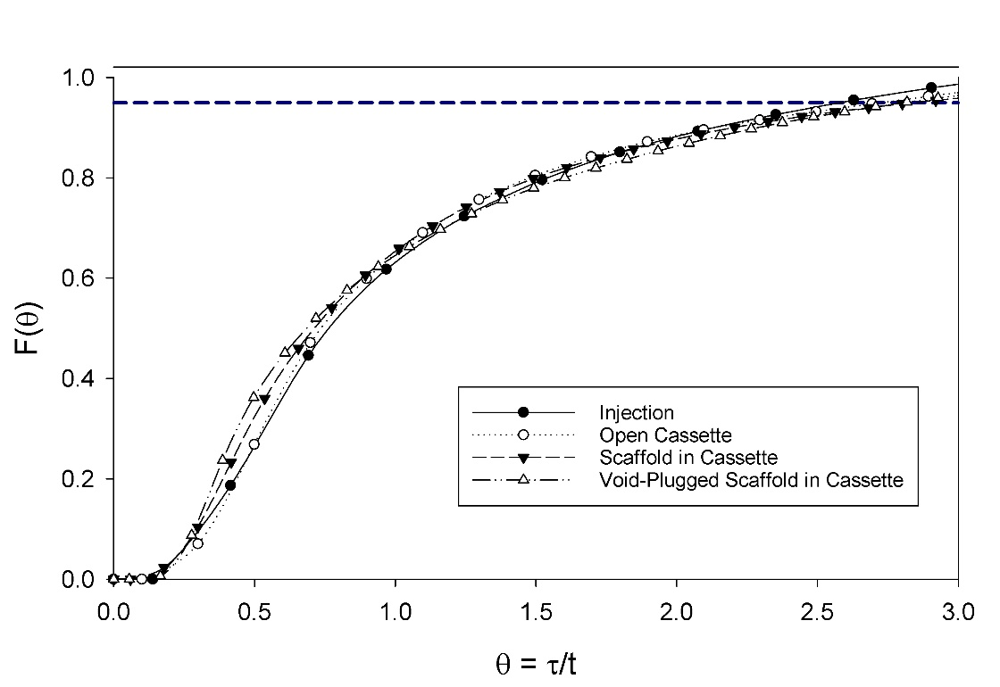 1.0
0.8
0.6
0.4
0.2
0.0
F(θ)
Injection
Open Cassette
Scaffold in Cassette
Void-Plugged Scaffold in Cassette
0.0 0.5 1.0 1.5 2.0 2.5 3.0
θ = τ/t